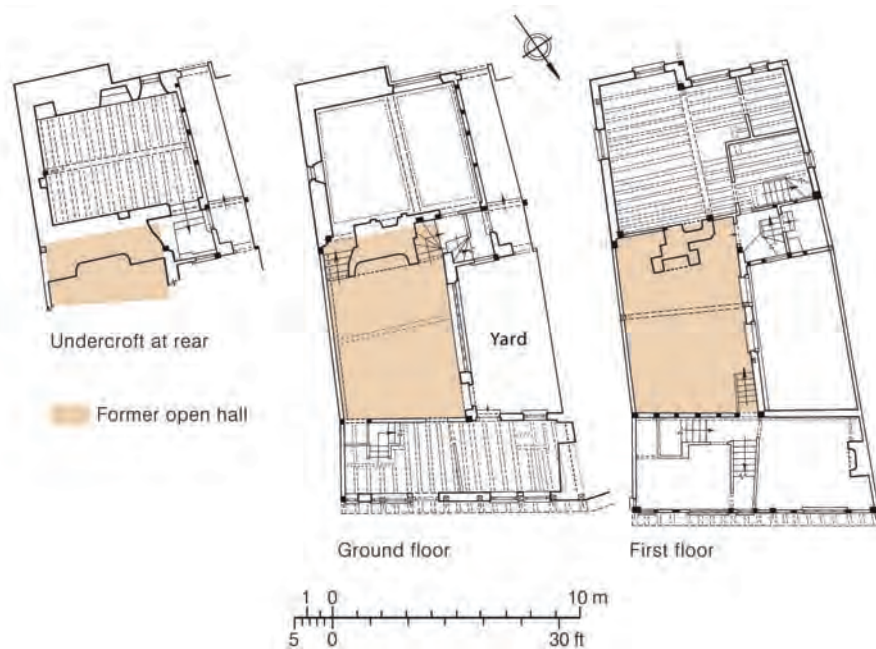 Undercroft at rear
Former open hall
Yard
Ground floor
First floor
1 0 10 m
5 0 30 ft